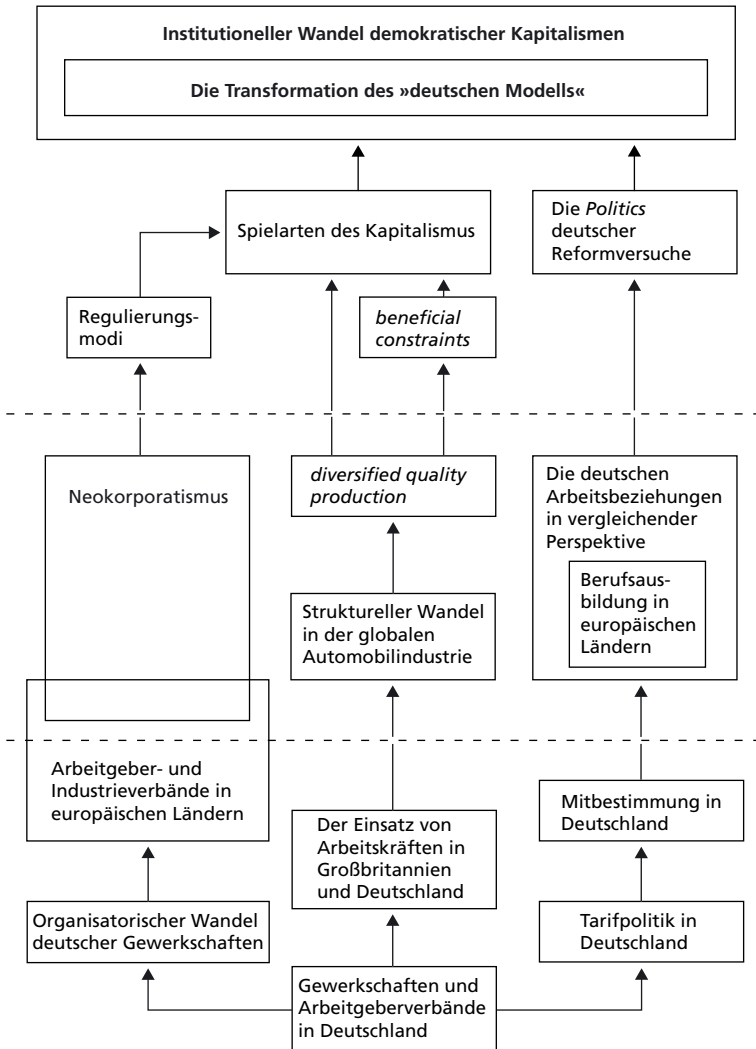 Institutioneller Wandel demokratischer Kapitalismen
Die Transformation des »deutschen Modells«
Spielarten des Kapitalismus
Die Politics
deutscher
Reformversuche
Regulierungs-
modi
beneficial
constraints
Neokorporatismus
diversified quality
production
Die deutschen
Arbeitsbeziehungen
in vergleichender
Perspektive
Berufsaus-
bildung in
europäischen
Ländern
Struktureller Wandel
in der globalen
Automobilindustrie
Arbeitgeber- und
Industrieverbände in
europäischen Ländern
Der Einsatz von
Arbeitskräften in
Großbritannien
und Deutschland
Mitbestimmung in
Deutschland
Organisatorischer Wandel
deutscher Gewerkschaften
Tarifpolitik in
Deutschland
Gewerkschaften und
Arbeitgeberverbände
in Deutschland